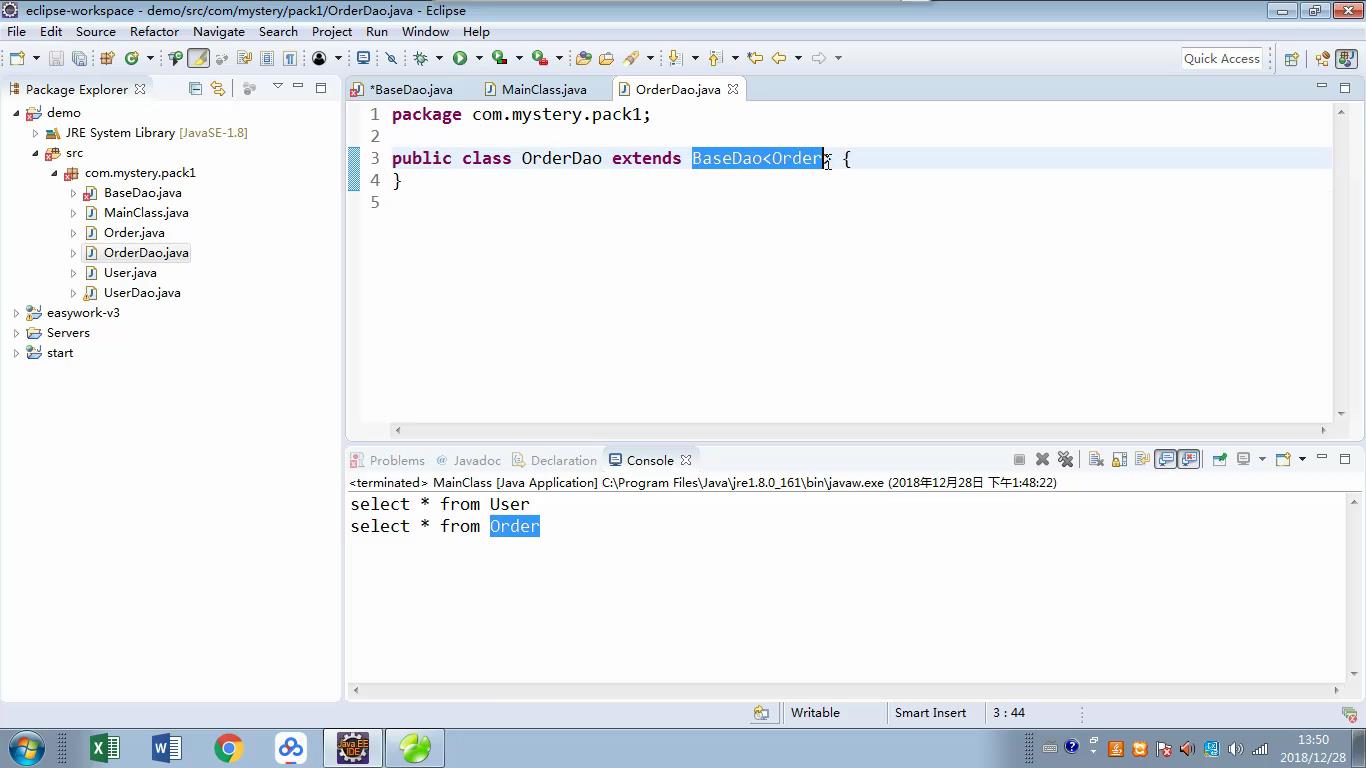 eclipse-workspace - demo/src/com/mystery/pack1/OrderDao.java - Eclipse
File Edit Source Refactor Navigate Search Project Run Window Help
Quick Access
Package Explorer
demo
JRE System Library [JavaSE-1.8]
src
com.mystery.pack1
BaseDao.java
MainClass.java
Order.java
OrderDao.java
User.java
UserDao.java
easywork-v3
Servers
start
*BaseDao.java MainClass.java OrderDao.java
1 package com.mystery.pack1;
2
3 public class OrderDao extends BaseDao<Order> {
4 }
5
Problems @ Javadoc Declaration Console
<terminated> MainClass [Java Application] C:\Program Files\Java\jre1.8.0_161\bin\javaw.exe (2018年12月28日 下午1:48:22)
select * from User
select * from Order
Writable Smart Insert 3 : 44
Java EE
IDE
13:50
2018/12/28